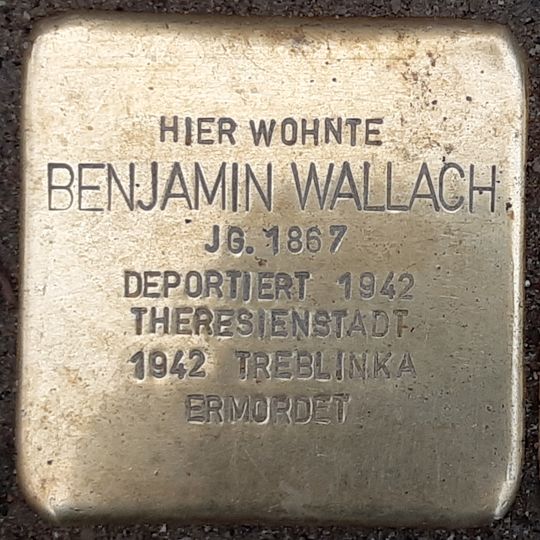 HIER WOHNTE
BENJAMIN WALLACH
JG. 1867
DEPORTIERT 1942
THERESIENSTADT
1942 TREBLINKA
ERMORDET